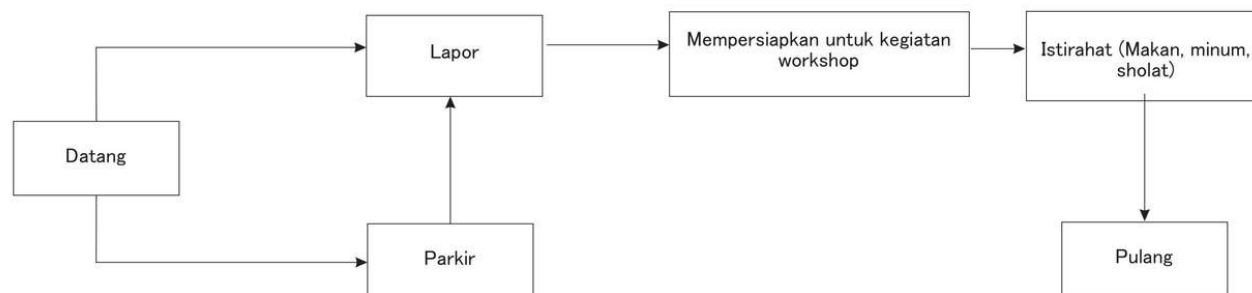 Lapor
Mempersiapkan untuk kegiatan
workshop
Istirahat (Makan, minum,
sholat)
Datang
Parkir
Pulang